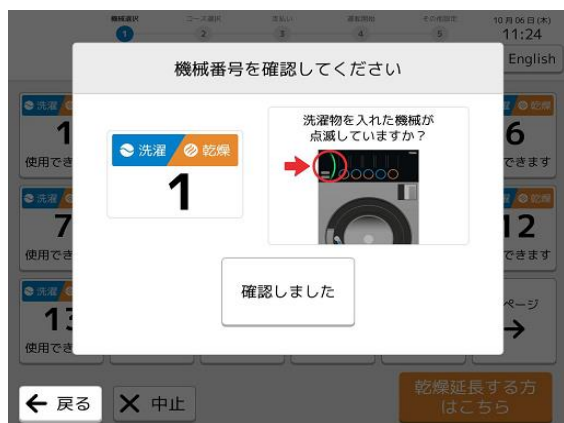 機械選択 コース選択 支払い 運転開始 その他設定
1 2 3 4 5
10月06日(木)
11:24
English
機械番号を確認してください
洗濯 乾燥
1
洗濯物を入れた機械が
点滅していますか？
確認しました
洗濯
1
使用でき
乾燥
6
できます
洗濯
7
使用でき
乾燥
12
できます
洗濯
13
使用でき
ページ
→
← 戻る
× 中止
乾燥延長する方
はこちら